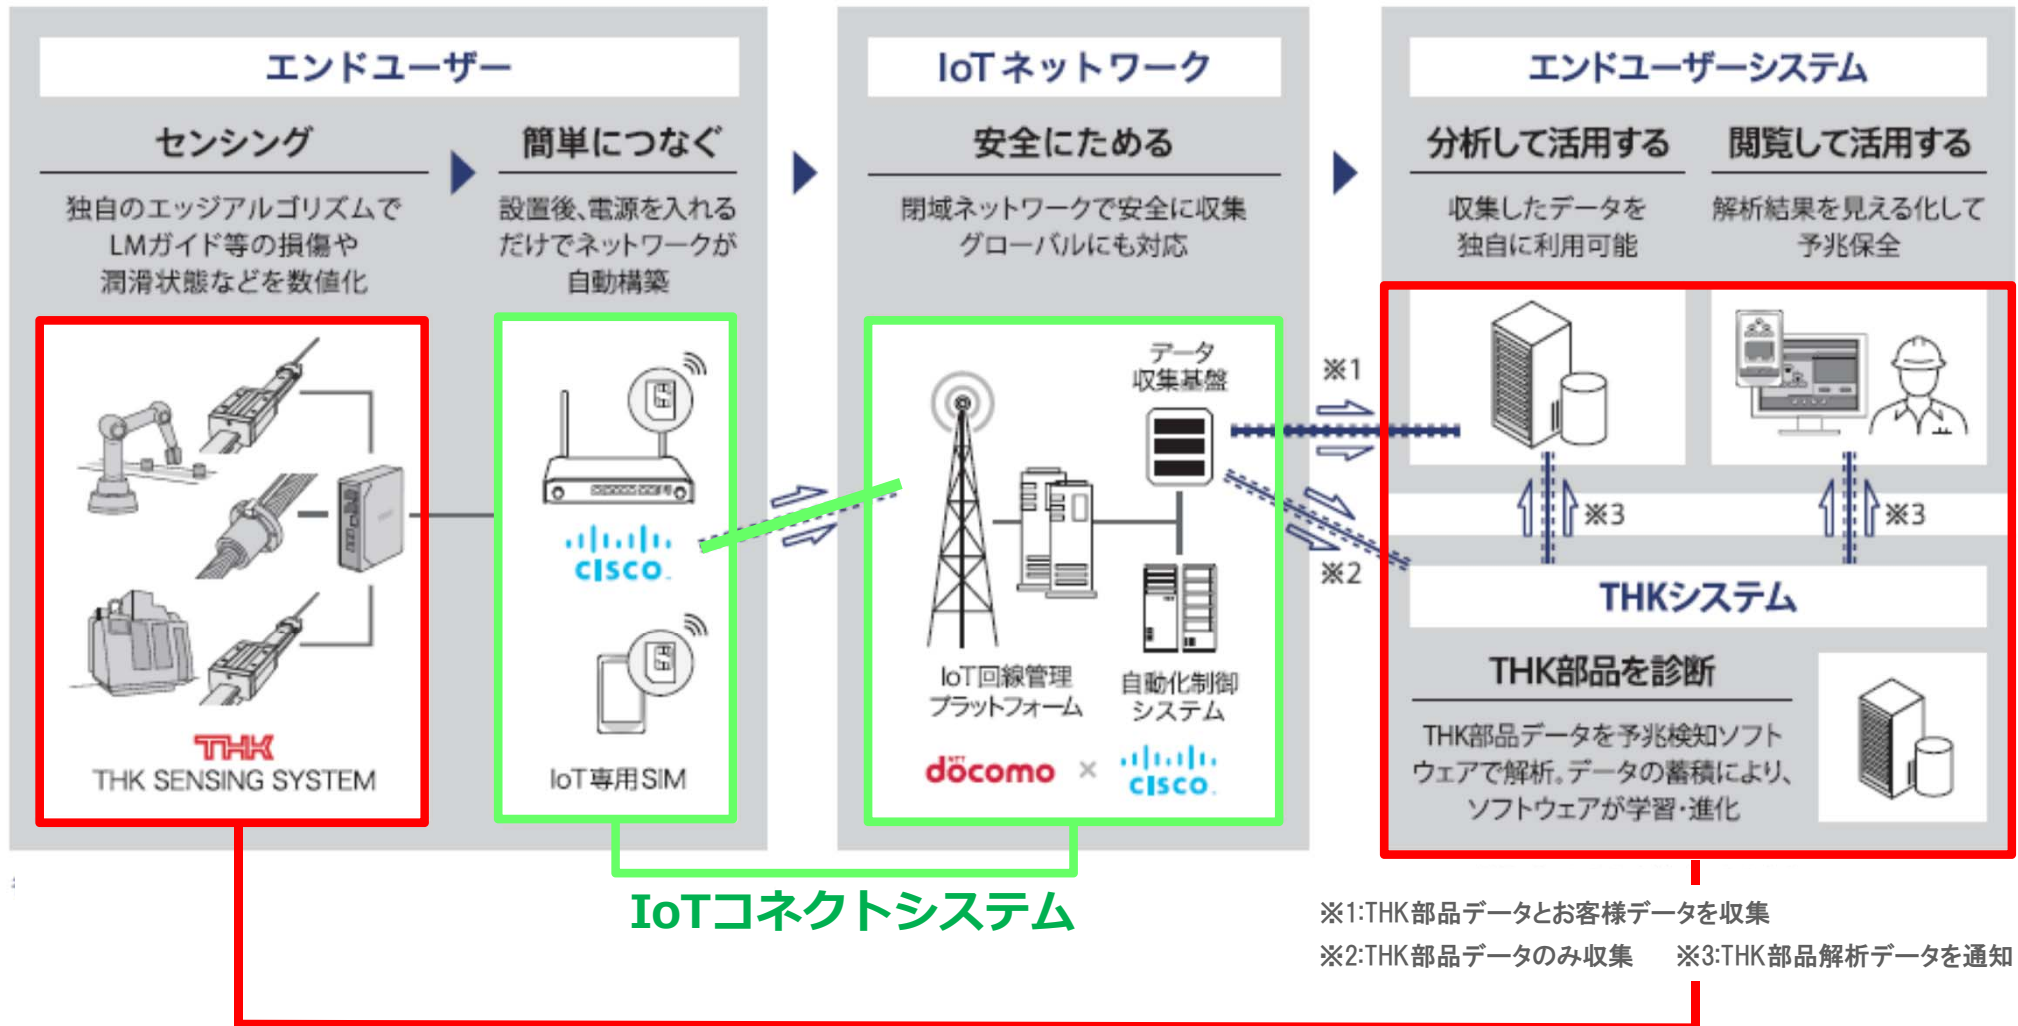 エンドユーザー
センシング
独自のエッジアルゴリズムで
LMガイド等の損傷や
潤滑状態などを数値化
THK
THK SENSING SYSTEM
簡単につなぐ
設置後、電源を入れる
だけでネットワークが
自動構築
cisco
IoT専用SIM
IoTネットワーク
安全にためる
閉域ネットワークで安全に収集
グローバルにも対応
データ
収集基盤
IoT回線管理
プラットフォーム
自動化制御
システム
NTT
docomo × cisco
※1
※2
エンドユーザーシステム
分析して活用する
収集したデータを
独自に利用可能
閲覧して活用する
解析結果を見える化して
予兆保全
※3
※3
THKシステム
THK部品を診断
THK部品データを予兆検知ソフト
ウェアで解析。データの蓄積により、
ソフトウェアが学習・進化
IoTコネクトシステム
※1:THK部品データとお客様データを収集
※2:THK部品データのみ収集 ※3:THK部品解析データを通知